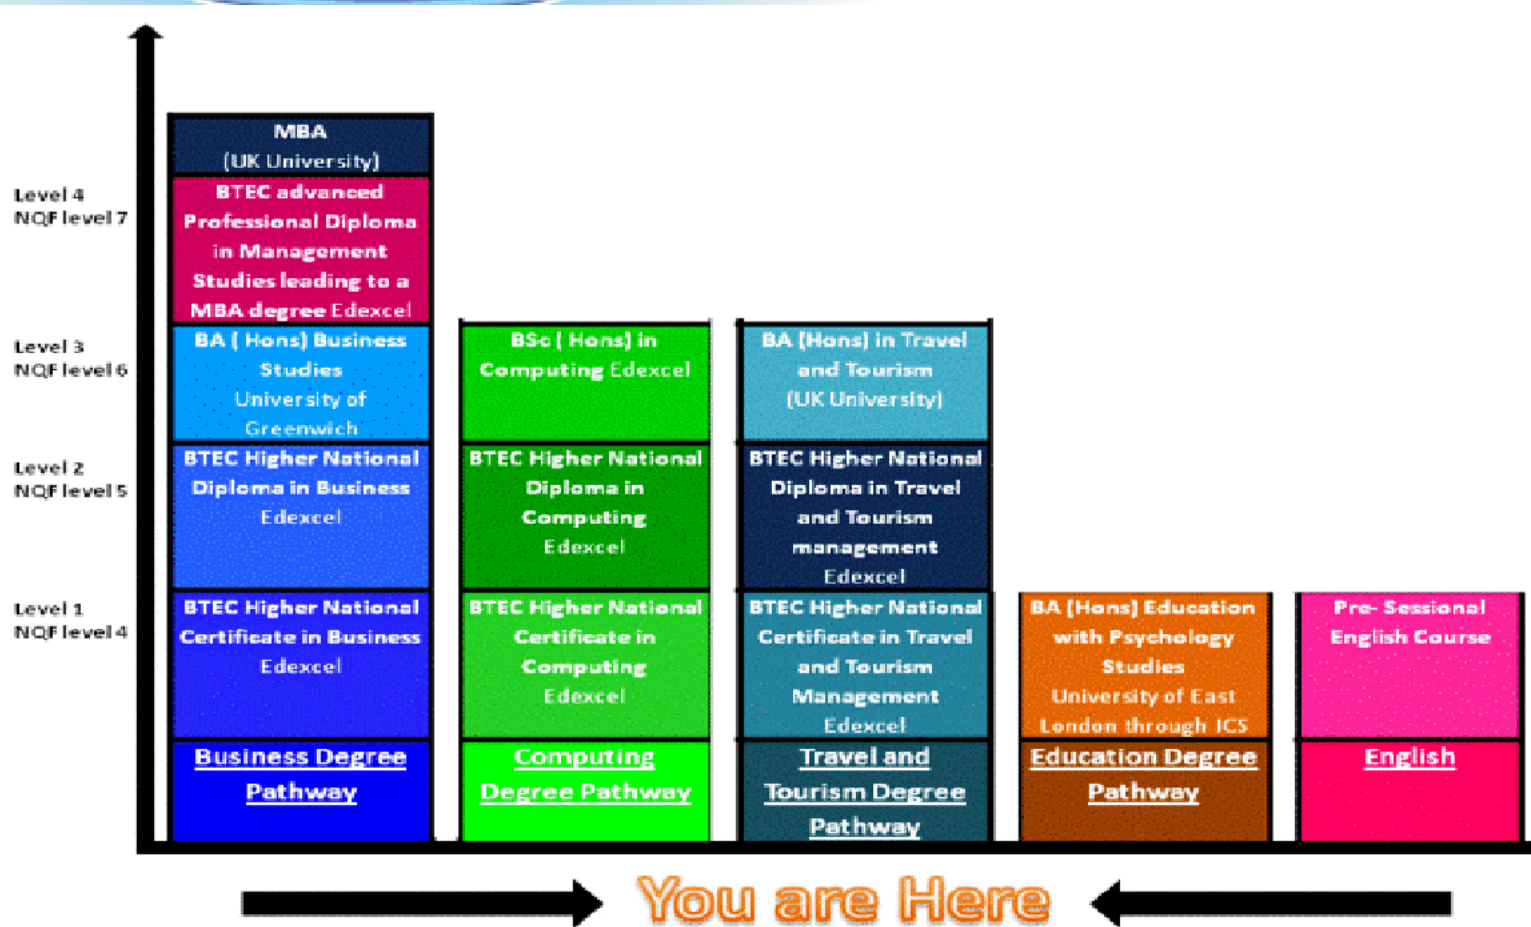 MBA
(UK University)
Level 4
NQF level 7
BTEC advanced
Professional Diploma
in Management
Studies leading to a
MBA degree Edexcel
Level 3
NQF level 6
BA ( Hons) Business
Studies
University of
Greenwich
BSc ( Hons) in
Computing Edexcel
BA (Hons) in Travel
and Tourism
(UK University)
Level 2
NQF level 5
BTEC Higher National
Diploma in Business
Edexcel
BTEC Higher National
Diploma in
Computing
Edexcel
BTEC Higher National
Diploma in Travel
and Tourism
management
Edexcel
Level 1
NQF level 4
BTEC Higher National
Certificate in Business
Edexcel
BTEC Higher National
Certificate in
Computing
Edexcel
BTEC Higher National
Certificate in Travel
and Tourism
Management
Edexcel
BA (Hons) Education
with Psychology
Studies
University of East
London through ICS
Pre- Sessional
English Course
Business Degree
Pathway
Computing
Degree Pathway
Travel and
Tourism Degree
Pathway
Education Degree
Pathway
English
You are Here